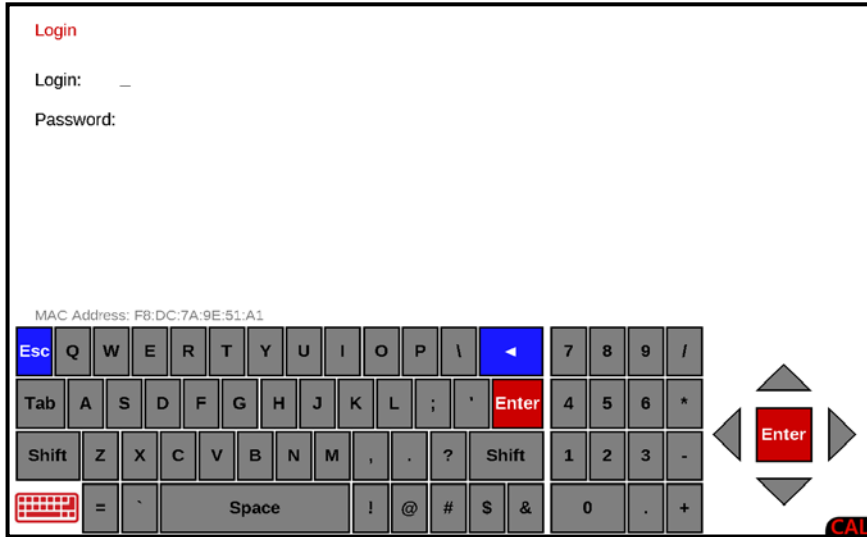 Login
Login: _
Password:
MAC Address: F8:DC:7A:9E:51:A1
Esc Q W E R T Y U I O P \ ◄ 7 8 9 /
Tab A S D F G H J K L ; ' Enter 4 5 6 *
Enter
Shift Z X C V B N M , . ? Shift 1 2 3 -
= ` Space ! @ # $ & 0 . +
CAL